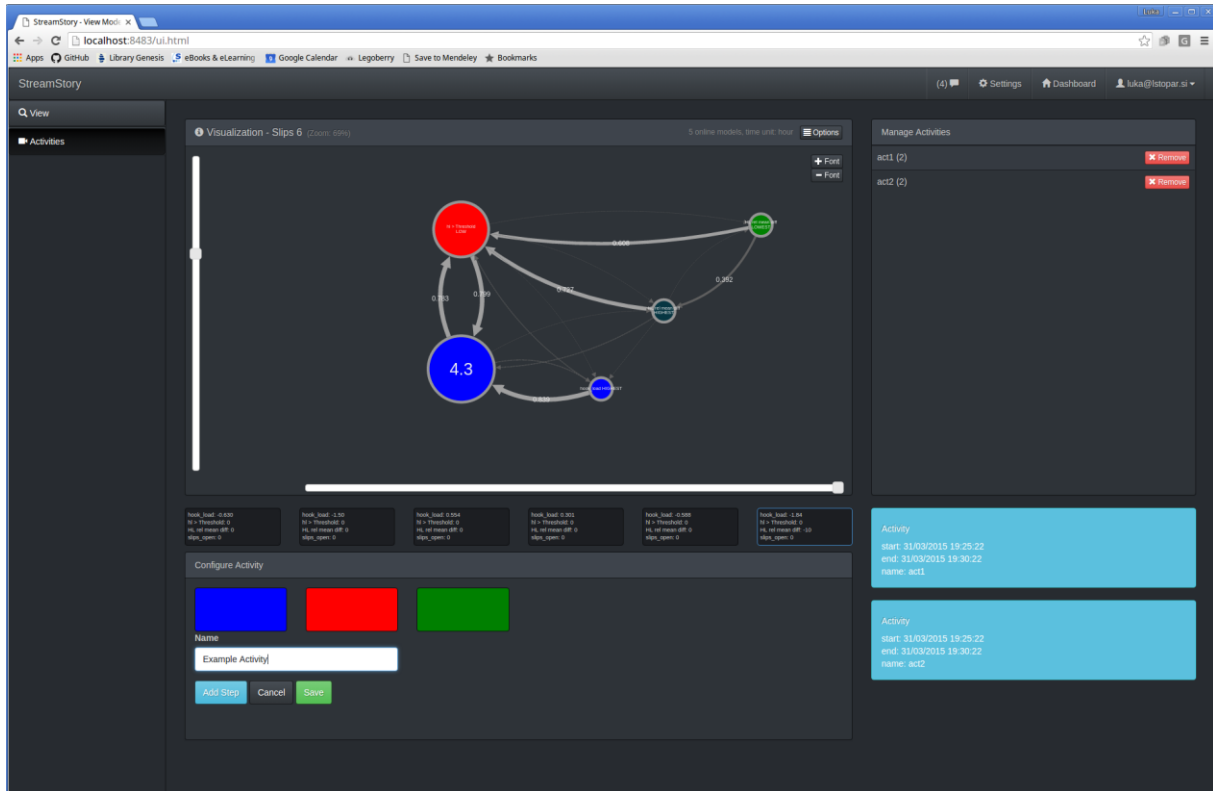 StreamStory - View Mode
localhost:8483/ui.html
Apps GitHub Library Genesis eBooks & eLearning Google Calendar Legoberry Save to Mendeley Bookmarks
StreamStory
(4) Settings Dashboard luka@lstopar.si
View
Activities
Visualization - Slips 6 (Zoom: 69%)
5 online models, time unit: hour Options
+ Font
- Font
hl > Threshold
LOW
LOWEST
0.608
0.392
0.727
HIGHEST
0.799
4.3
hook_load HIGHEST
0.839
hook_load: -0.630
hl > Threshold: 0
HL rel mean diff: 0
slips_open: 0
hook_load: -1.50
hl > Threshold: 0
HL rel mean diff: 0
slips_open: 0
hook_load: 0.554
hl > Threshold: 0
HL rel mean diff: 0
slips_open: 0
hook_load: 0.301
hl > Threshold: 0
HL rel mean diff: 0
slips_open: 0
hook_load: -0.589
hl > Threshold: 0
HL rel mean diff: 0
slips_open: 0
hook_load: -1.84
hl > Threshold: 0
HL rel mean diff: -10
slips_open: 0
Configure Activity
Name
Example Activity
Add Step Cancel Save
Manage Activities
act1 (2) Remove
act2 (2) Remove
Activity
start: 31/03/2015 19:25:22
end: 31/03/2015 19:30:22
name: act1
Activity
start: 31/03/2015 19:25:22
end: 31/03/2015 19:30:22
name: act2